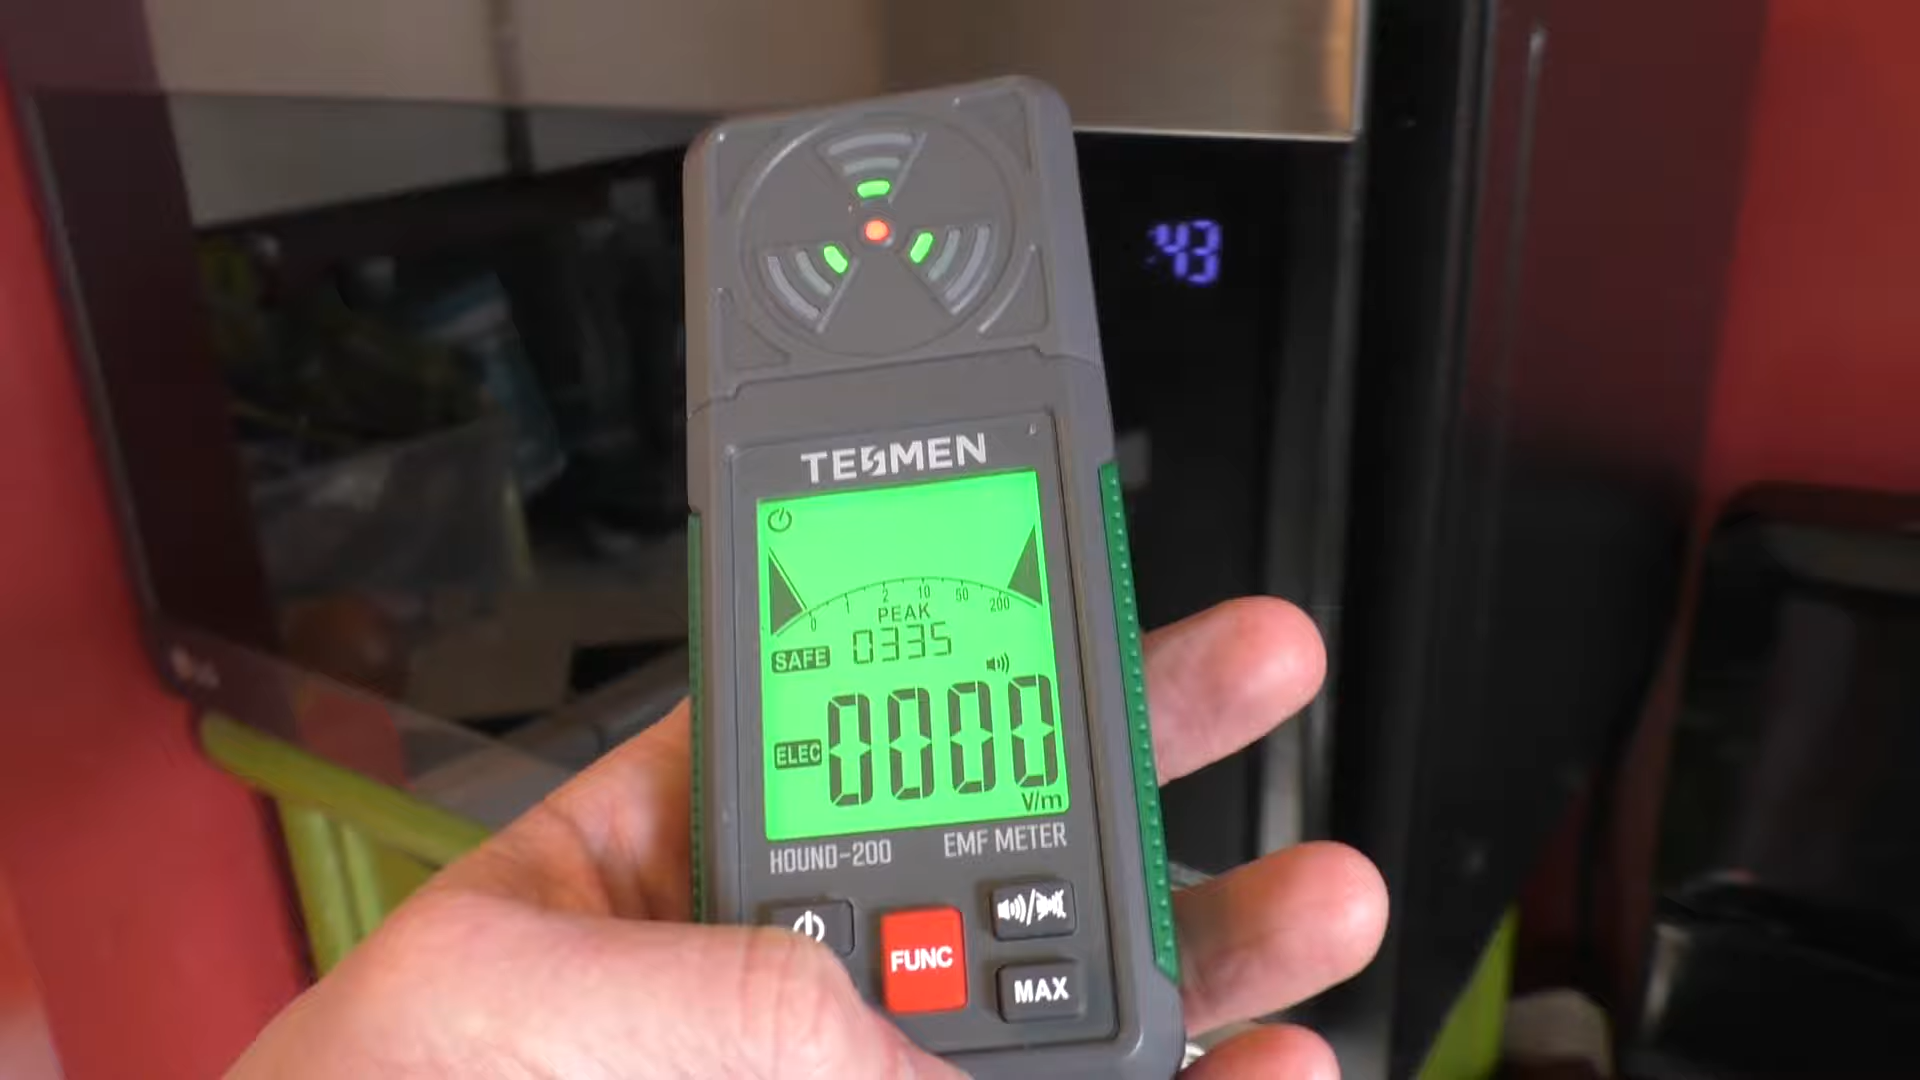 43
TESMEN
0 1 2 10 50 200
PEAK
SAFE 0335
ELEC 0000
V/m
HOUND-200 EMF METER
FUNC
MAX